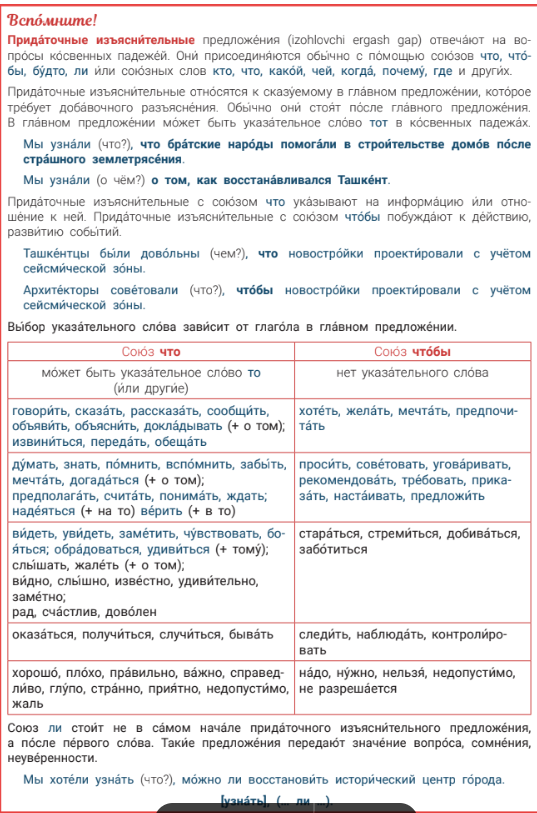 Вспо́мните!
Прида́точные изъясни́тельные предложе́ния (izohlovchi ergash gap) отвеча́ют на во-
про́сы ко́свенных падеже́й. Они́ присоединя́ются обы́чно с по́мощью сою́зов что, что́-
бы, бу́дто, ли и́ли сою́зных слов кто, что, како́й, чей, когда́, почему́, где и други́х.
Прида́точные изъясни́тельные отно́сятся к сказу́емому в гла́вном предложе́нии, кото́рое
тре́бует доба́вочного разъясне́ния. Обы́чно они́ стоя́т по́сле гла́вного предложе́ния.
В гла́вном предложе́нии мо́жет быть указа́тельное сло́во тот в ко́свенных падежа́х.
Мы узна́ли (что?), что бра́тские наро́ды помога́ли в строи́тельстве домо́в по́сле
стра́шного землетрясе́ния.
Мы узна́ли (о чём?) о том, как восстана́вливался Ташке́нт.
Прида́точные изъясни́тельные с сою́зом что ука́зывают на информа́цию и́ли отно-
ше́ние к ней. Прида́точные изъясни́тельные с сою́зом что́бы побужда́ют к де́йствию,
разви́тию собы́тий.
Ташке́нтцы бы́ли дово́льны (чем?), что новостро́йки проекти́ровали с учётом
сейсми́ческой зо́ны.
Архите́кторы сове́товали (что?), что́бы новостро́йки проекти́ровали с учётом
сейсми́ческой зо́ны.
Вы́бор указа́тельного сло́ва зави́сит от глаго́ла в гла́вном предложе́нии.
Сою́з что
Сою́з что́бы
мо́жет быть указа́тельное сло́во то
(и́ли други́е)
нет указа́тельного сло́ва
говори́ть, сказа́ть, рассказа́ть, сообщи́ть,
объяви́ть, объясни́ть, докла́дывать (+ о том);
извини́ться, переда́ть, обеща́ть
хоте́ть, жела́ть, мечта́ть, предпочи-
та́ть
ду́мать, знать, по́мнить, вспо́мнить, забы́ть,
мечта́ть, догада́ться (+ о том);
предполага́ть, счита́ть, понима́ть, ждать;
наде́яться (+ на то) ве́рить (+ в то)
проси́ть, сове́товать, угова́ривать,
рекомендова́ть, тре́бовать, прика-
за́ть, наста́ивать, предложи́ть
ви́деть, уви́деть, заме́тить, чу́вствовать, бо-
я́ться; обра́доваться, удиви́ться (+ тому́);
слы́шать, жале́ть (+ о том);
ви́дно, слы́шно, изве́стно, удиви́тельно,
заме́тно;
рад, сча́стлив, дово́лен
стара́ться, стреми́ться, добива́ться,
забо́титься
оказа́ться, получи́ться, случи́ться, быва́ть
следи́ть, наблюда́ть, контроли́ро-
вать
хорошо́, пло́хо, пра́вильно, ва́жно, справед-
ли́во, глу́по, стра́нно, прия́тно, недопусти́мо,
жаль
на́до, ну́жно, нельзя́, недопусти́мо,
не разреша́ется
Сою́з ли стои́т не в са́мом нача́ле прида́точного изъясни́тельного предложе́ния,
а по́сле пе́рвого сло́ва. Таки́е предложе́ния передаю́т значе́ние вопро́са, сомне́ния,
неуве́ренности.
Мы хоте́ли узна́ть (что?), мо́жно ли восстанови́ть истори́ческий центр го́рода.
[узна́ть], (... ли ...).